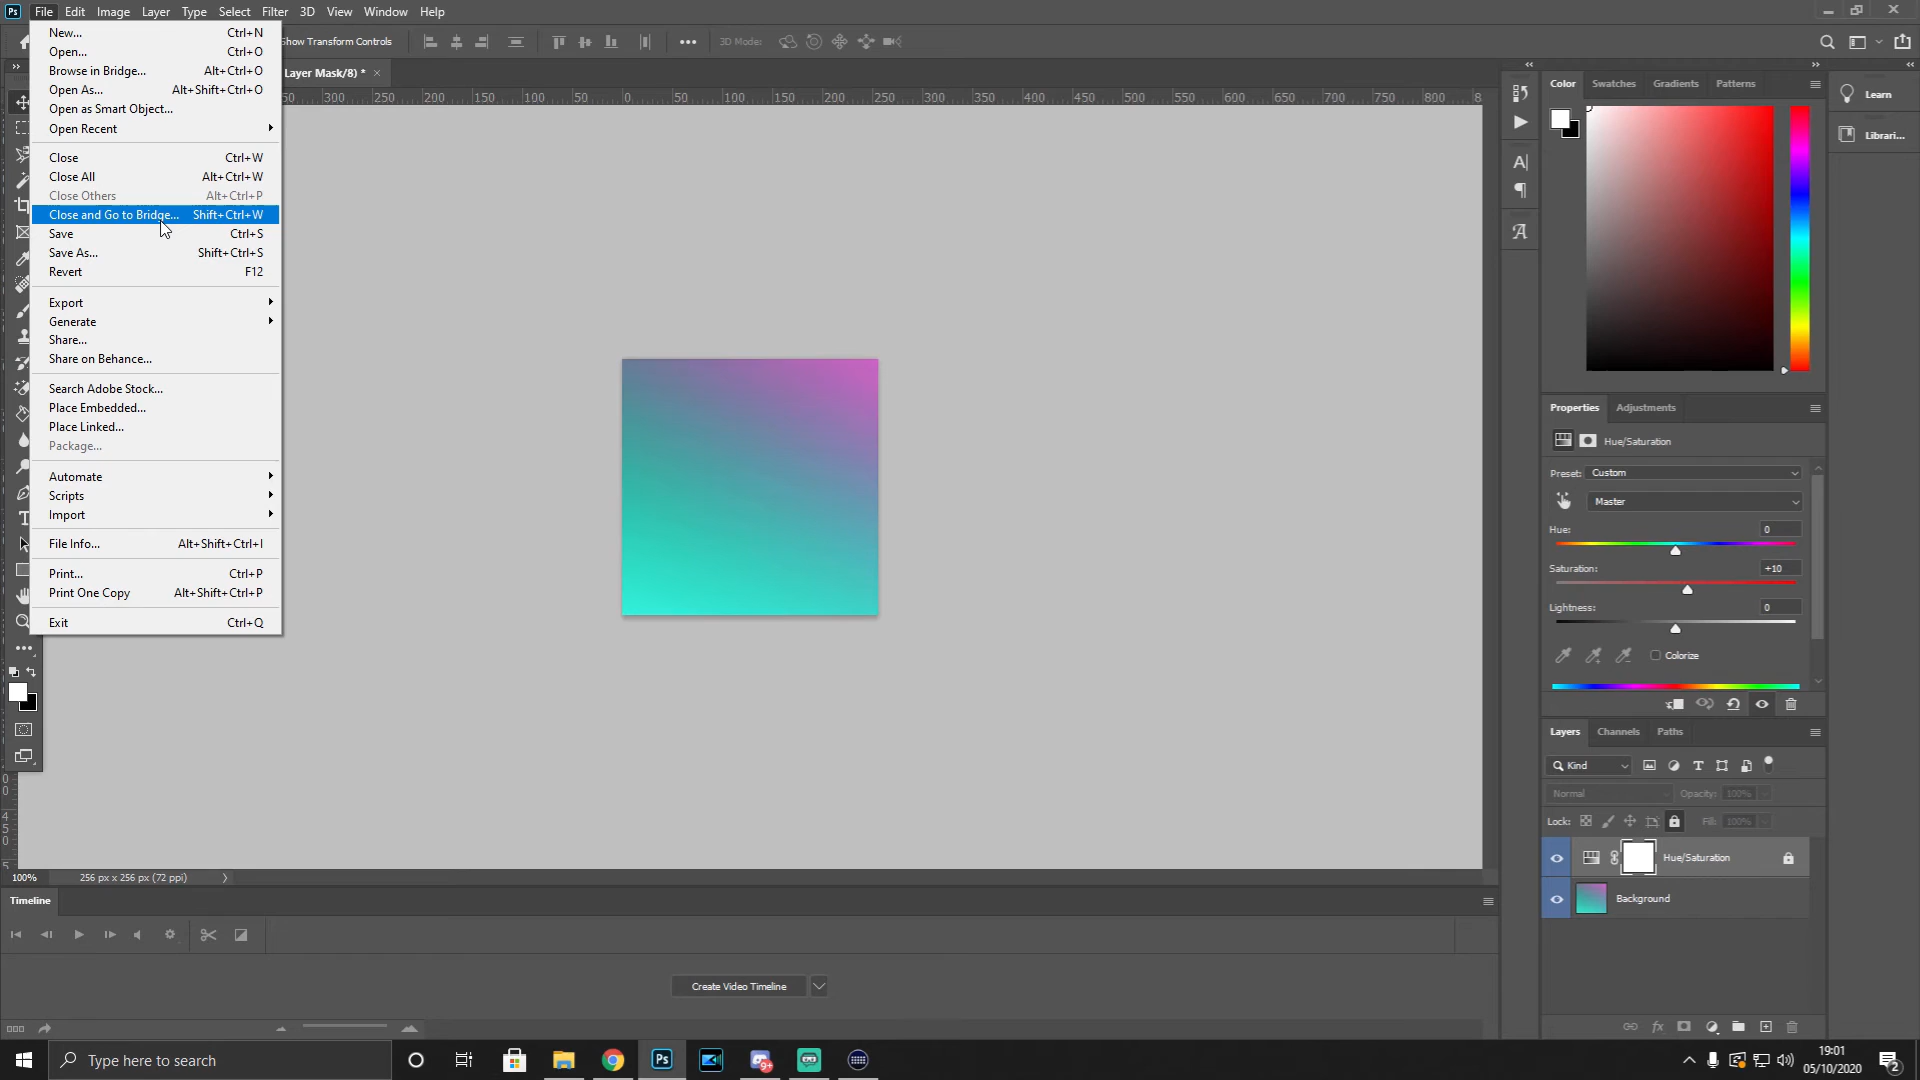 Ps File Edit Image Layer Type Select Filter 3D View Window Help
Show Transform Controls 3D Mode:
Layer Mask/8) * ×
50 300 250 200 150 100 50 0 50 100 150 200 250 300 350 400 450 500 550 600 650 700 750 800 8
New... Ctrl+N
Open... Ctrl+O
Browse in Bridge... Alt+Ctrl+O
Open As... Alt+Shift+Ctrl+O
Open as Smart Object...
Open Recent
Close Ctrl+W
Close All Alt+Ctrl+W
Close Others Alt+Ctrl+P
Close and Go to Bridge... Shift+Ctrl+W
Save Ctrl+S
Save As... Shift+Ctrl+S
Revert F12
Export
Generate
Share...
Share on Behance...
Search Adobe Stock...
Place Embedded...
Place Linked...
Package...
Automate
Scripts
Import
File Info... Alt+Shift+Ctrl+I
Print... Ctrl+P
Print One Copy Alt+Shift+Ctrl+P
Exit Ctrl+Q
Color Swatches Gradients Patterns
Learn
Librari...
Properties Adjustments
Hue/Saturation
Preset: Custom
Master
Hue: 0
Saturation: +10
Lightness: 0
Colorize
Layers Channels Paths
Kind
Normal Opacity: 100%
Lock: Fill: 100%
Hue/Saturation
Background
100% 256 px x 256 px (72 ppi)
Timeline
Create Video Timeline
Type here to search
Ps
9+
19:01
05/10/2020
2